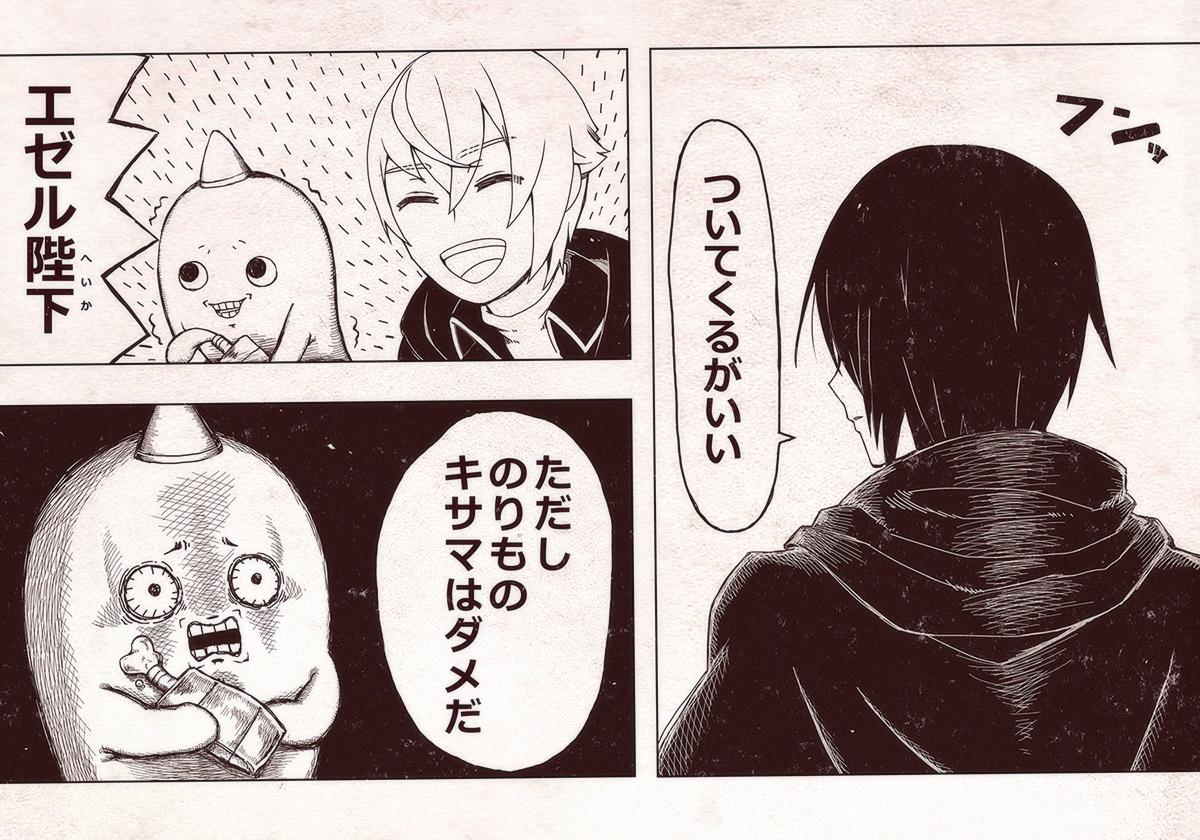 フンッ
ついてくるがいい
エゼル陛下
へいか
ただし
のりもの
キサマはダメだ